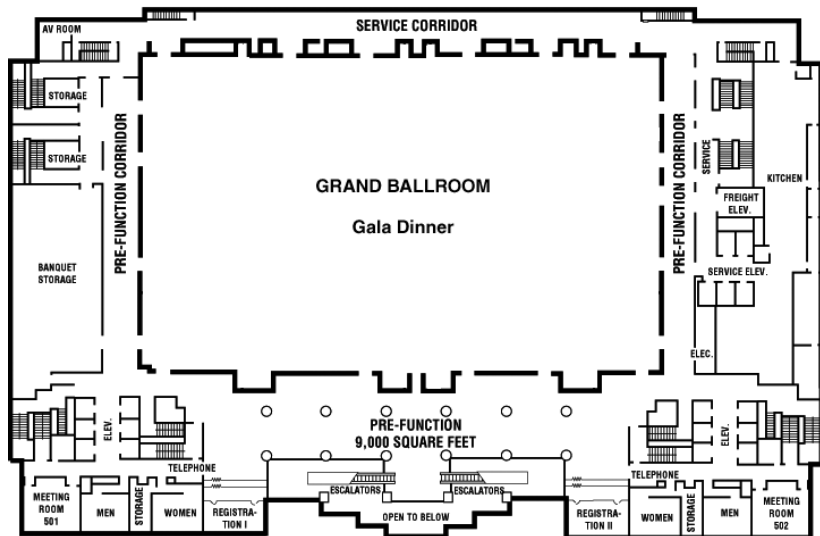 SERVICE CORRIDOR
AV ROOM
STORAGE
STORAGE
PRE-FUNCTION CORRIDOR
BANQUET
STORAGE
GRAND BALLROOM
Gala Dinner
PRE-FUNCTION CORRIDOR
SERVICE
KITCHEN
FREIGHT
ELEV.
SERVICE ELEV.
ELEC.
ELEV.
PRE-FUNCTION
9,000 SQUARE FEET
ELEV.
TELEPHONE
TELEPHONE
MEETING
ROOM
501
MEN
STORAGE
WOMEN
REGISTRA-
TION I
ESCALATORS
ESCALATORS
OPEN TO BELOW
REGISTRA-
TION II
WOMEN
STORAGE
MEN
MEETING
ROOM
502